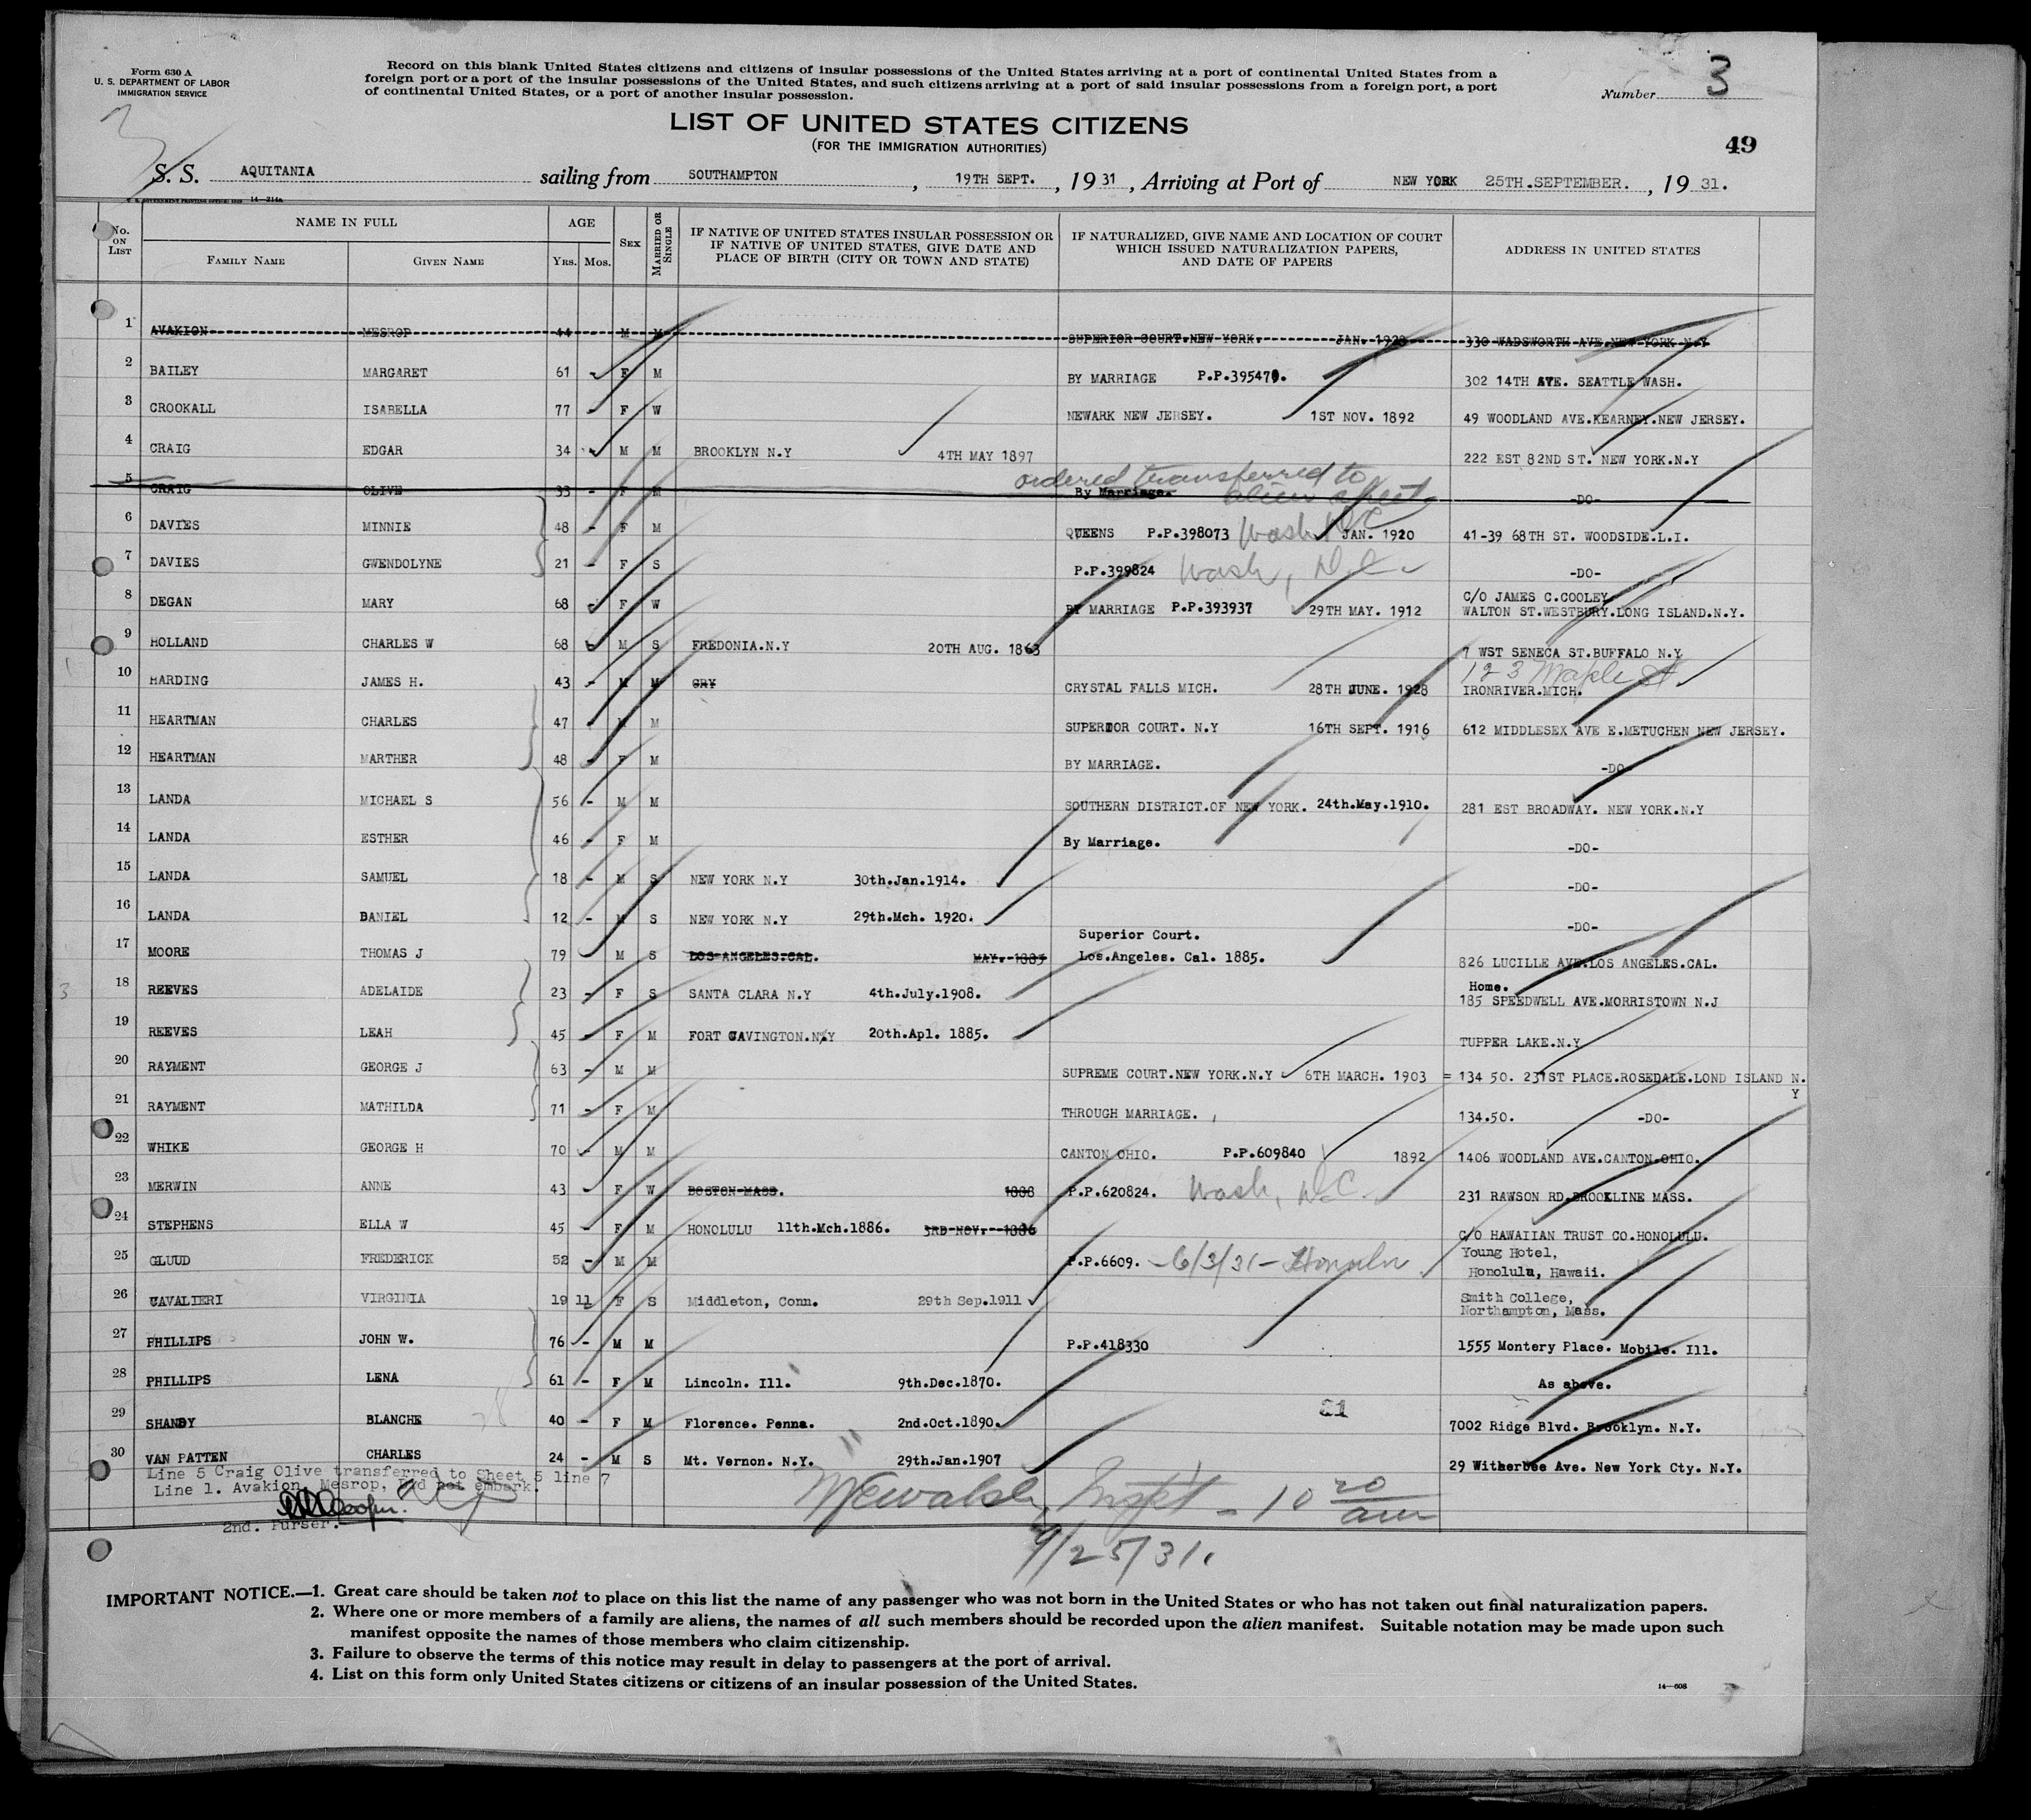 Form 630 A
U. S. DEPARTMENT OF LABOR
IMMIGRATION SERVICE
Record on this blank United States citizens and citizens of insular possessions of the United States arriving at a port of continental United States from a
foreign port or a port of the insular possessions of the United States, and such citizens arriving at a port of said insular possessions from a foreign port, a port
of continental United States, or a port of another insular possession.
Number 3
3
LIST OF UNITED STATES CITIZENS
(FOR THE IMMIGRATION AUTHORITIES)
49
S. S. AQUITANIA sailing from SOUTHAMPTON, 19TH SEPT., 19 31, Arriving at Port of NEW YORK 25TH.SEPTEMBER., 19 31.
No. ON LIST
NAME IN FULL
FAMILY NAME GIVEN NAME
AGE
YRS. MOS.
SEX
MARRIED OR SINGLE
IF NATIVE OF UNITED STATES INSULAR POSSESSION OR
IF NATIVE OF UNITED STATES, GIVE DATE AND
PLACE OF BIRTH (CITY OR TOWN AND STATE)
IF NATURALIZED, GIVE NAME AND LOCATION OF COURT
WHICH ISSUED NATURALIZATION PAPERS,
AND DATE OF PAPERS
ADDRESS IN UNITED STATES
1 AVAKION MESROP 44 - M M SUPERIOR COURT.NEW YORK. JAN. 1923 330 WADSWORTH AVE.NEW YORK N.Y
2 BAILEY MARGARET 61 - F M BY MARRIAGE P.P.395470. 302 14TH AVE. SEATTLE WASH.
3 CROOKALL ISABELLA 77 - F W NEWARK NEW JERSEY. 1ST NOV. 1892 49 WOODLAND AVE.KEARNEY.NEW JERSEY.
4 CRAIG EDGAR 34 - M M BROOKLYN N.Y 4TH MAY 1897 222 EST 82ND ST. NEW YORK.N.Y
ordered transferred to
alien sheet
5 CRAIG OLIVE 33 - F M By Marriage. -DO-
6 DAVIES MINNIE 48 - F M QUEENS P.P.398073 Wash DC JAN. 1920 41-39 68TH ST. WOODSIDE.L.I.
7 DAVIES GWENDOLYNE 21 - F S P.P.399824 Wash, D.C. -DO-
8 DEGAN MARY 68 - F W BY MARRIAGE P.P.393937 29TH MAY. 1912 C/O JAMES C.COOLEY
WALTON ST.WESTBURY.LONG ISLAND.N.Y.
9 HOLLAND CHARLES W 68 - M S FREDONIA.N.Y 20TH AUG. 1863 7 WST SENECA ST.BUFFALO N.Y
123 Maple St
10 HARDING JAMES H. 43 - M M CRY CRYSTAL FALLS MICH. 28TH JUNE. 1928 IRONRIVER.MICH.
11 HEARTMAN CHARLES 47 - M M SUPERIOR COURT. N.Y 16TH SEPT. 1916 612 MIDDLESEX AVE E.METUCHEN NEW JERSEY.
12 HEARTMAN MARTHER 48 - F M BY MARRIAGE. -DO-
13 LANDA MICHAEL S 56 - M M SOUTHERN DISTRICT.OF NEW YORK. 24th.May.1910. 281 EST BROADWAY. NEW YORK.N.Y
14 LANDA ESTHER 46 - F M By Marriage. -DO-
15 LANDA SAMUEL 18 - M S NEW YORK N.Y 30th.Jan.1914. -DO-
16 LANDA DANIEL 12 - M S NEW YORK N.Y 29th.Mch. 1920. -DO-
Superior Court.
17 MOORE THOMAS J 79 - M S LOS ANGELES.CAL. MAY. 1885 Los.Angeles. Cal. 1885. 826 LUCILLE AVE.LOS ANGELES.CAL.
Home.
18 REEVES ADELAIDE 23 - F S SANTA CLARA N.Y 4th.July.1908. 185 SPEEDWELL AVE.MORRISTOWN N.J
19 REEVES LEAH 45 - F M FORT CAVINGTON.N.Y 20th.Apl. 1885. TUPPER LAKE.N.Y
20 RAYMENT GEORGE J 63 - M M SUPREME COURT.NEW YORK.N.Y 6TH MARCH. 1903 = 134 50. 231ST PLACE.ROSEDALE.LOND ISLAND N.
Y
21 RAYMENT MATHILDA 71 - F M THROUGH MARRIAGE. 134.50. -DO-
22 WHIKE GEORGE H 70 - M M CANTON OHIO. P.P.609840 1892 1406 WOODLAND AVE.CANTON.OHIO.
23 MERWIN ANNE 43 - F W BOSTON MASS. 1888 P.P.620824. Wash, D.C. 231 RAWSON RD.BROOKLINE MASS.
24 STEPHENS ELLA W 45 - F M HONOLULU 11th.Mch.1886. 3RD NOV. 1886 C/O HAWAIIAN TRUST CO.HONOLULU.
25 GLUUD FREDERICK 52 - M M P.P.6609. - 6/3/31 - Honolu Young Hotel,
Honolulu, Hawaii.
26 CAVALIERI VIRGINIA 19 11 F S Middleton, Conn. 29th Sep.1911 Smith College,
Northampton, Mass.
27 PHILLIPS JOHN W. 76 - M M P.P.418330 1555 Montery Place. Mobile. Ill.
28 PHILLIPS LENA 61 - F M Lincoln. Ill. 9th.Dec.1870. As above.
21
29 SHANDY BLANCHE 40 - F M Florence. Penna. 2nd.Oct.1890. 7002 Ridge Blvd. Brooklyn. N.Y.
30 VAN PATTEN CHARLES 24 - M S Mt. Vernon. N.Y. 29th.Jan.1907 29 Witherbee Ave. New York Cty. N.Y.
Line 5 Craig Olive transferred to Sheet 5 line 7
Line 1. Avakion, Mesrop, Did not embark.
2nd. Purser.
Mewalsh, Inspt - 10 20 am
9/25/31.
IMPORTANT NOTICE.—1. Great care should be taken not to place on this list the name of any passenger who was not born in the United States or who has not taken out final naturalization papers.
2. Where one or more members of a family are aliens, the names of all such members should be recorded upon the alien manifest. Suitable notation may be made upon such
manifest opposite the names of those members who claim citizenship.
3. Failure to observe the terms of this notice may result in delay to passengers at the port of arrival.
4. List on this form only United States citizens or citizens of an insular possession of the United States.
14—608